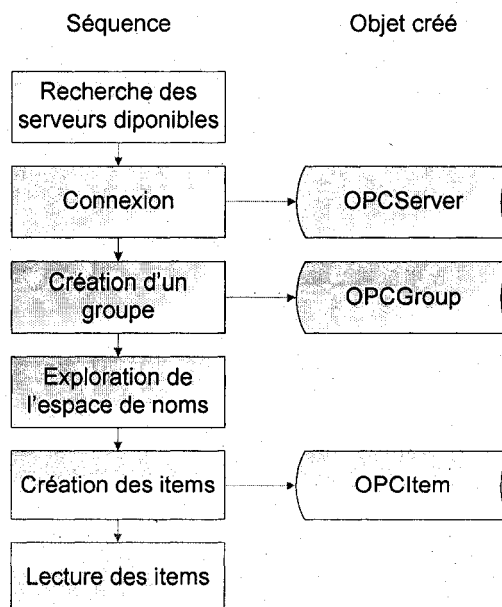 Séquence
Objet créé
Recherche des
serveurs diponibles
Connexion
OPCServer
Création d'un
groupe
OPCGroup
Exploration de
l'espace de noms
Création des items
OPCItem
Lecture des items